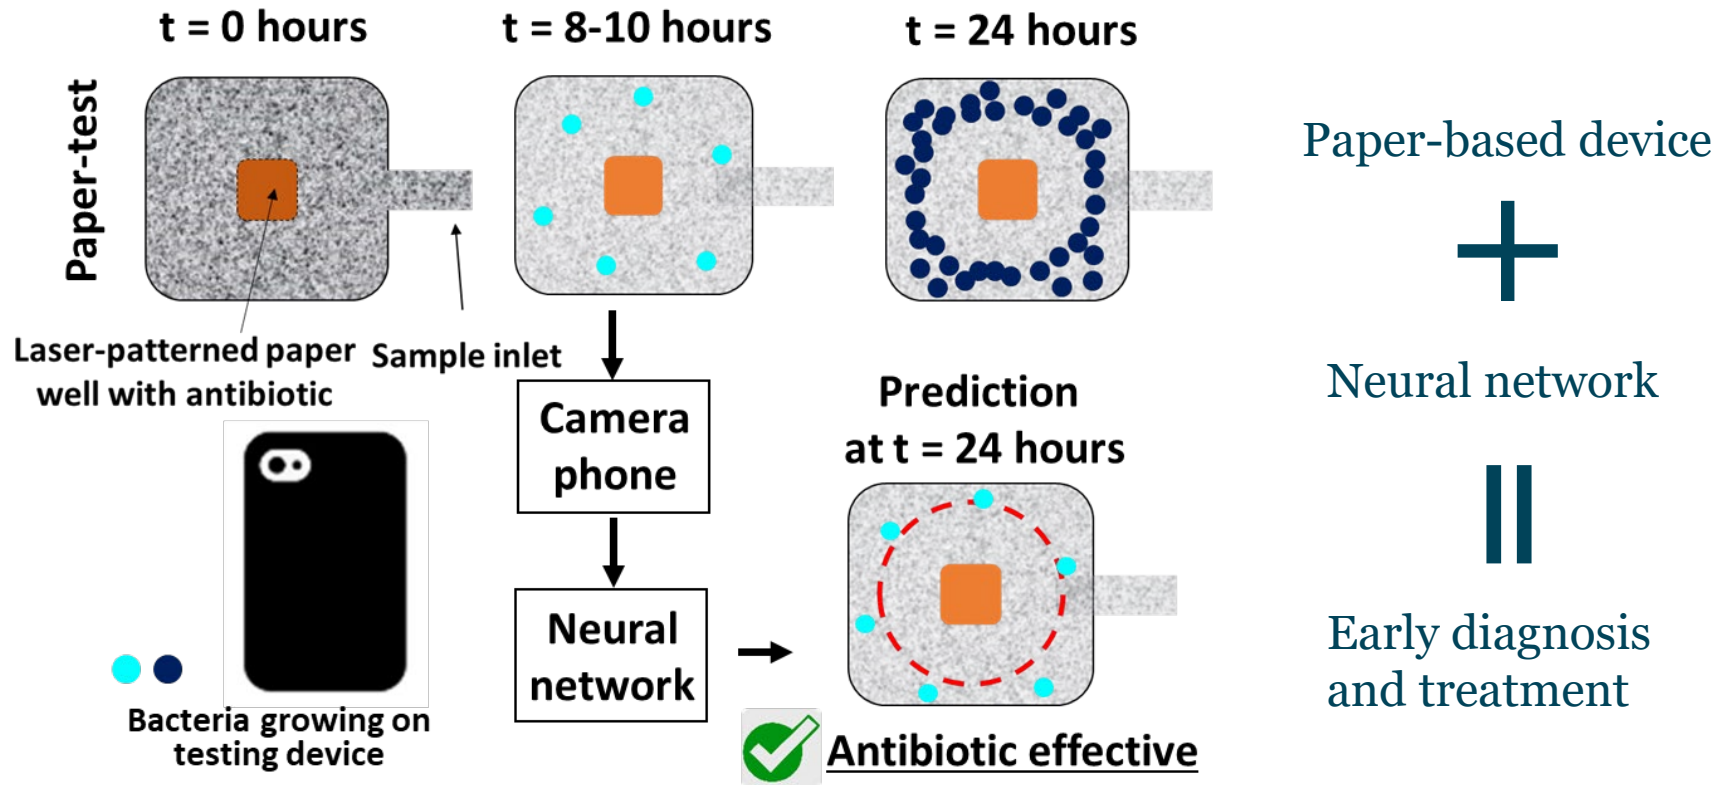 t = 0 hours
t = 8-10 hours
t = 24 hours
Paper-test
Laser-patterned paper
well with antibiotic
Sample inlet
Camera
phone
Neural
network
Prediction
at t = 24 hours
Antibiotic effective
Bacteria growing on
testing device
Paper-based device
+
Neural network
=
Early diagnosis
and treatment